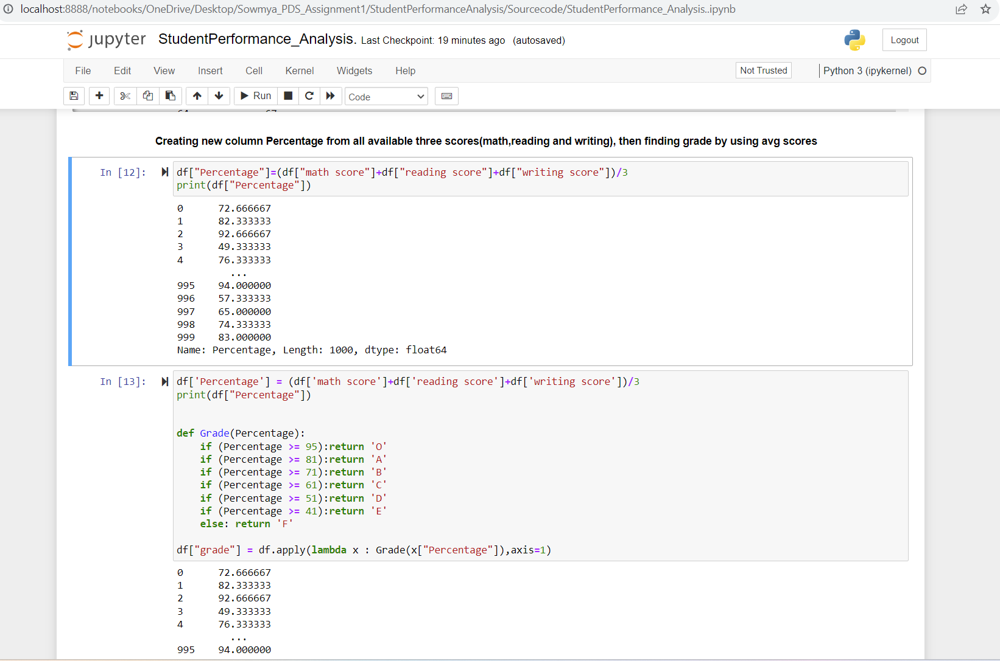 localhost:8888/notebooks/OneDrive/Desktop/Sowmya_PDS_Assignment1/StudentPerformanceAnalysis/Sourcecode/StudentPerformance_Analysis..ipynb
jupyter StudentPerformance_Analysis. Last Checkpoint: 19 minutes ago (autosaved)
Logout
File Edit View Insert Cell Kernel Widgets Help
Not Trusted
Python 3 (ipykernel)
Run
Code
Creating new column Percentage from all available three scores(math,reading and writing), then finding grade by using avg scores
In [12]:
df["Percentage"]=(df["math score"]+df["reading score"]+df["writing score"])/3
print(df["Percentage"])
0 72.666667
1 82.333333
2 92.666667
3 49.333333
4 76.333333
...
995 94.000000
996 57.333333
997 65.000000
998 74.333333
999 83.000000
Name: Percentage, Length: 1000, dtype: float64
In [13]:
df['Percentage'] = (df['math score']+df['reading score']+df['writing score'])/3
print(df["Percentage"])
def Grade(Percentage):
    if (Percentage >= 95):return 'O'
    if (Percentage >= 81):return 'A'
    if (Percentage >= 71):return 'B'
    if (Percentage >= 61):return 'C'
    if (Percentage >= 51):return 'D'
    if (Percentage >= 41):return 'E'
    else: return 'F'
df["grade"] = df.apply(lambda x : Grade(x["Percentage"]),axis=1)
0 72.666667
1 82.333333
2 92.666667
3 49.333333
4 76.333333
...
995 94.000000